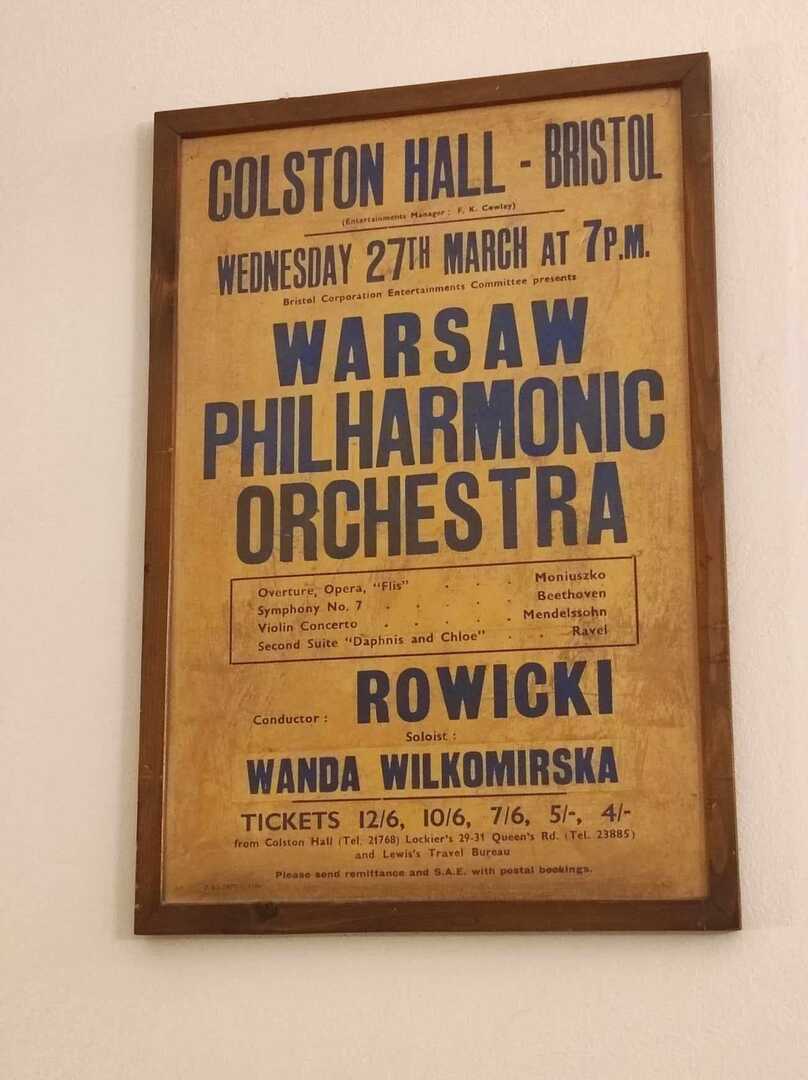 COLSTON HALL - BRISTOL
(Entertainments Manager: F. K. Cowley)
WEDNESDAY 27TH MARCH AT 7 P.M.
Bristol Corporation Entertainments Committee presents
WARSAW
PHILHARMONIC
ORCHESTRA
Overture, Opera, "Flis" . . . Moniuszko
Symphony No. 7 . . . . . Beethoven
Violin Concerto . . . . . Mendelssohn
Second Suite "Daphnis and Chloe" . . . Ravel
Conductor: ROWICKI
Soloist:
WANDA WILKOMIRSKA
TICKETS 12/6, 10/6, 7/6, 5/-, 4/-
from Colston Hall (Tel. 21768) Lockier's 29-31 Queen's Rd. (Tel. 23885)
and Lewis's Travel Bureau
Please send remittance and S.A.E. with postal bookings.